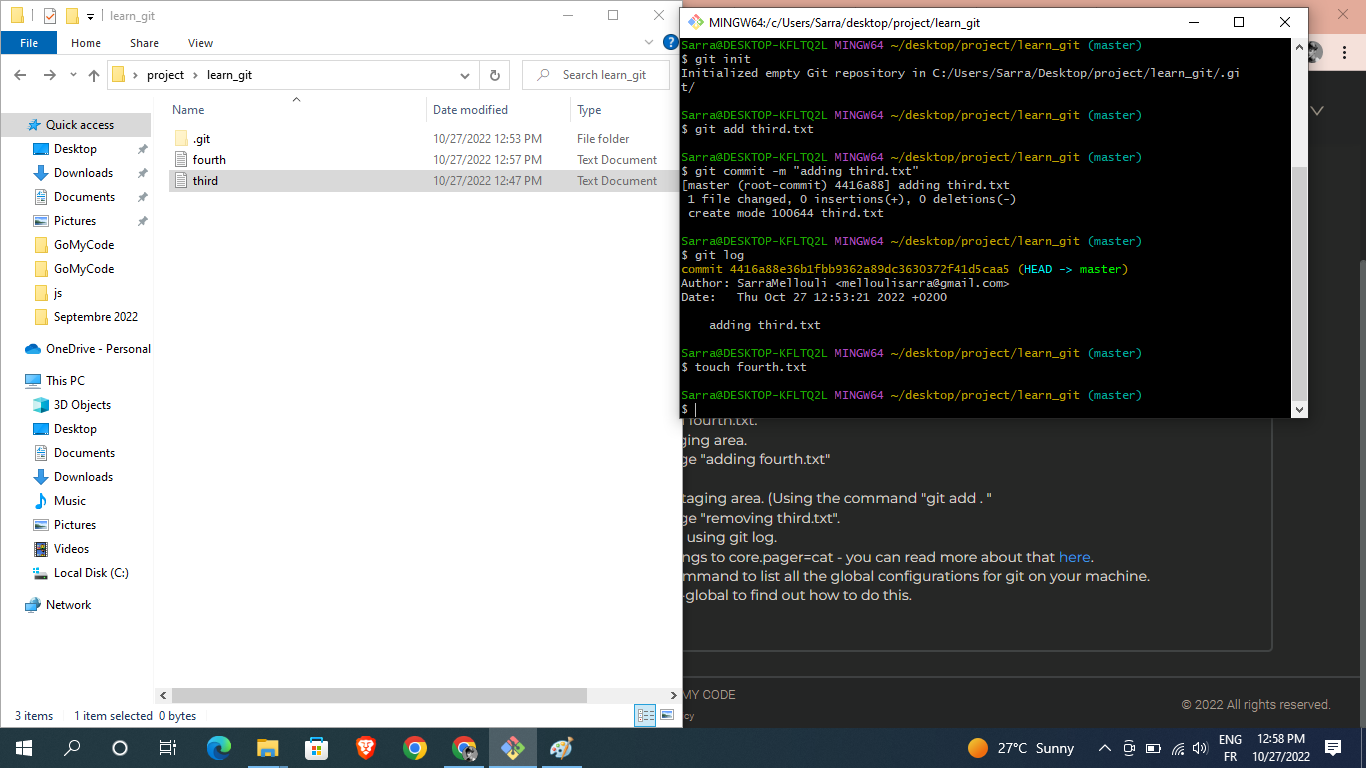 learn_git
File
Home
Share
View
project
learn_git
Search learn_git
Name
Date modified
Type
Quick access
Desktop
Downloads
Documents
Pictures
GoMyCode
GoMyCode
js
Septembre 2022
OneDrive - Personal
This PC
3D Objects
Desktop
Documents
Downloads
Music
Pictures
Videos
Local Disk (C:)
Network
.git 10/27/2022 12:53 PM File folder
fourth 10/27/2022 12:57 PM Text Document
third 10/27/2022 12:47 PM Text Document
3 items 1 item selected 0 bytes
MINGW64:/c/Users/Sarra/desktop/project/learn_git
Sarra@DESKTOP-KFLTQ2L MINGW64 ~/desktop/project/learn_git (master)
$ git init
Initialized empty Git repository in C:/Users/Sarra/Desktop/project/learn_git/.gi
t/
Sarra@DESKTOP-KFLTQ2L MINGW64 ~/desktop/project/learn_git (master)
$ git add third.txt
Sarra@DESKTOP-KFLTQ2L MINGW64 ~/desktop/project/learn_git (master)
$ git commit -m "adding third.txt"
[master (root-commit) 4416a88] adding third.txt
1 file changed, 0 insertions(+), 0 deletions(-)
create mode 100644 third.txt
Sarra@DESKTOP-KFLTQ2L MINGW64 ~/desktop/project/learn_git (master)
$ git log
commit 4416a88e36b1fbb9362a89dc3630372f41d5caa5 (HEAD -> master)
Author: SarraMellouli <melloulisarra@gmail.com>
Date:   Thu Oct 27 12:53:21 2022 +0200
adding third.txt
Sarra@DESKTOP-KFLTQ2L MINGW64 ~/desktop/project/learn_git (master)
$ touch fourth.txt
Sarra@DESKTOP-KFLTQ2L MINGW64 ~/desktop/project/learn_git (master)
$
fourth.txt.
ging area.
ge "adding fourth.txt"
taging area. (Using the command "git add . "
ge "removing third.txt".
using git log.
ngs to core.pager=cat - you can read more about that here.
mmand to list all the global configurations for git on your machine.
-global to find out how to do this.
MY CODE
cy
© 2022 All rights reserved.
27°C Sunny
ENG
FR
12:58 PM
10/27/2022